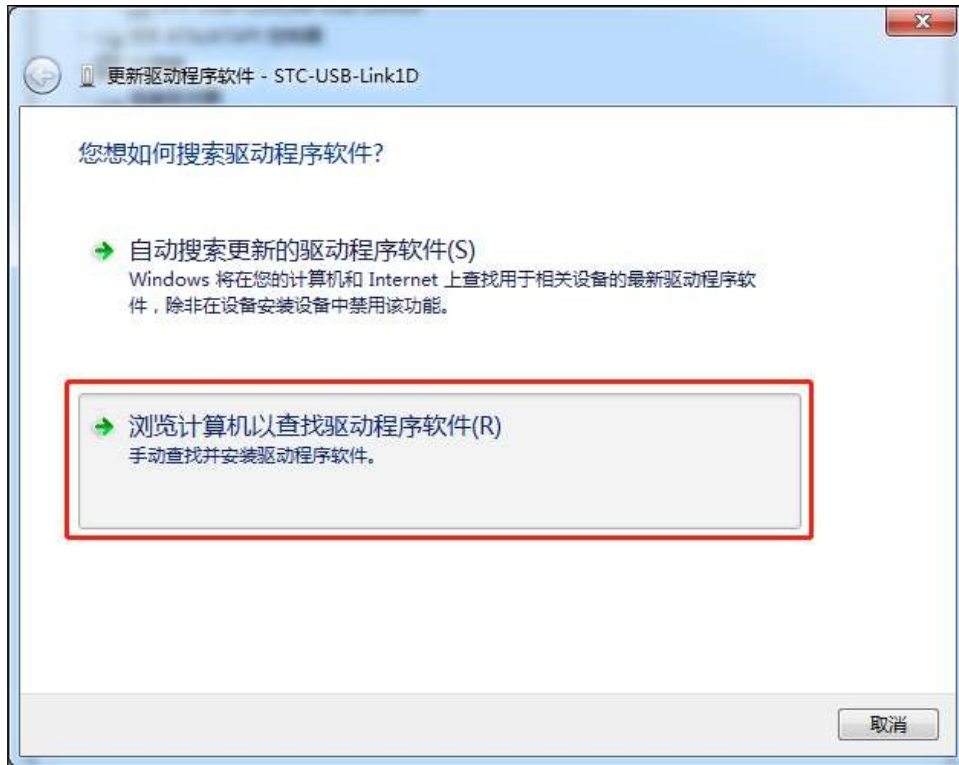 更新驱动程序软件 - STC-USB-Link1D
您想如何搜索驱动程序软件?
自动搜索更新的驱动程序软件(S)
Windows 将在您的计算机和 Internet 上查找用于相关设备的最新驱动程序软
件，除非在设备安装设备中禁用该功能。
浏览计算机以查找驱动程序软件(R)
手动查找并安装驱动程序软件。
取消